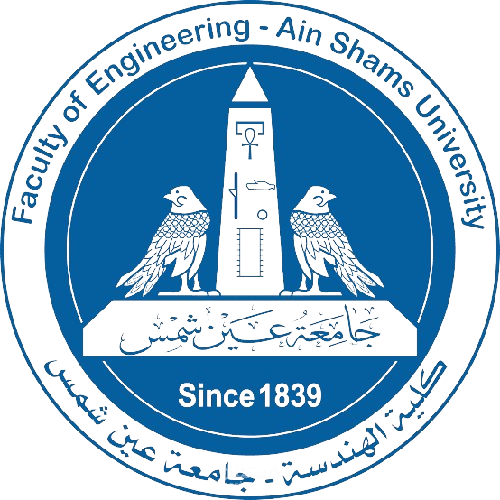 Faculty of Engineering - Ain Shams University
جامعة عين شمس
Since 1839
كلية الهندسة - جامعة عين شمس